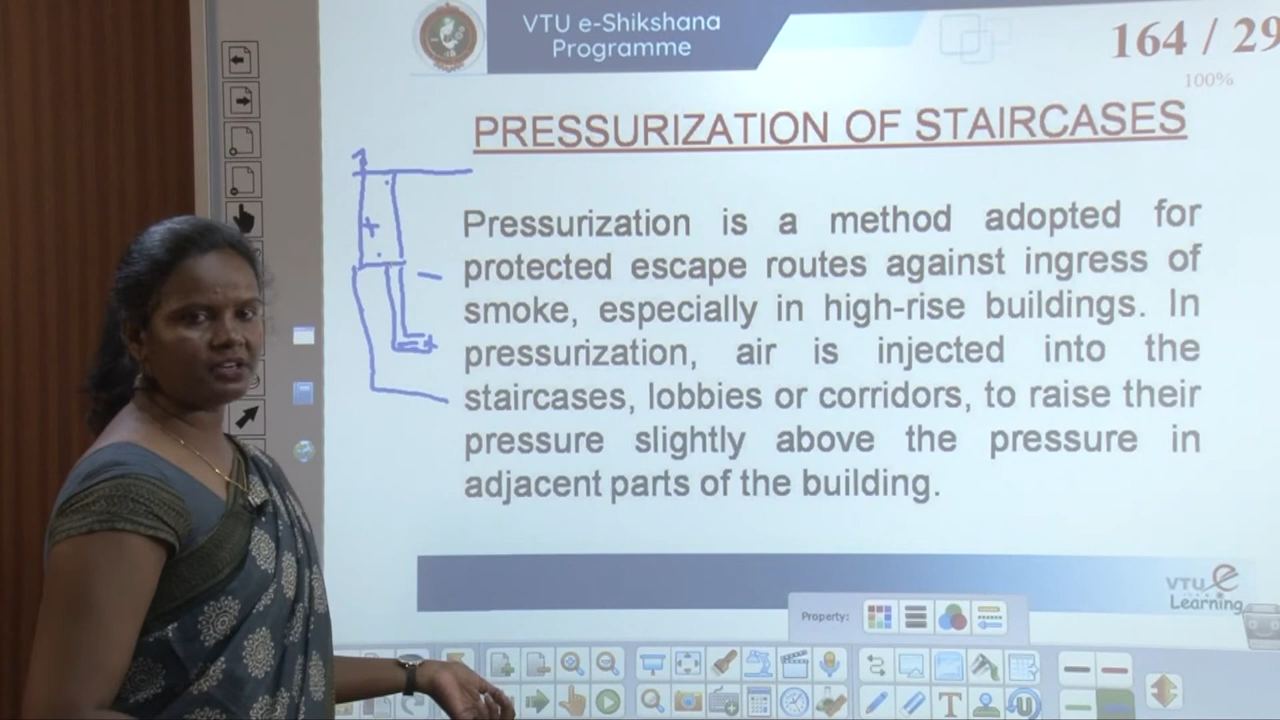 VTU e-Shikshana
Programme
164 / 29
100%
PRESSURIZATION OF STAIRCASES
Pressurization is a method adopted for
protected escape routes against ingress of
smoke, especially in high-rise buildings. In
pressurization, air is injected into the
staircases, lobbies or corridors, to raise their
pressure slightly above the pressure in
adjacent parts of the building.
VTU e
Learning
Property: